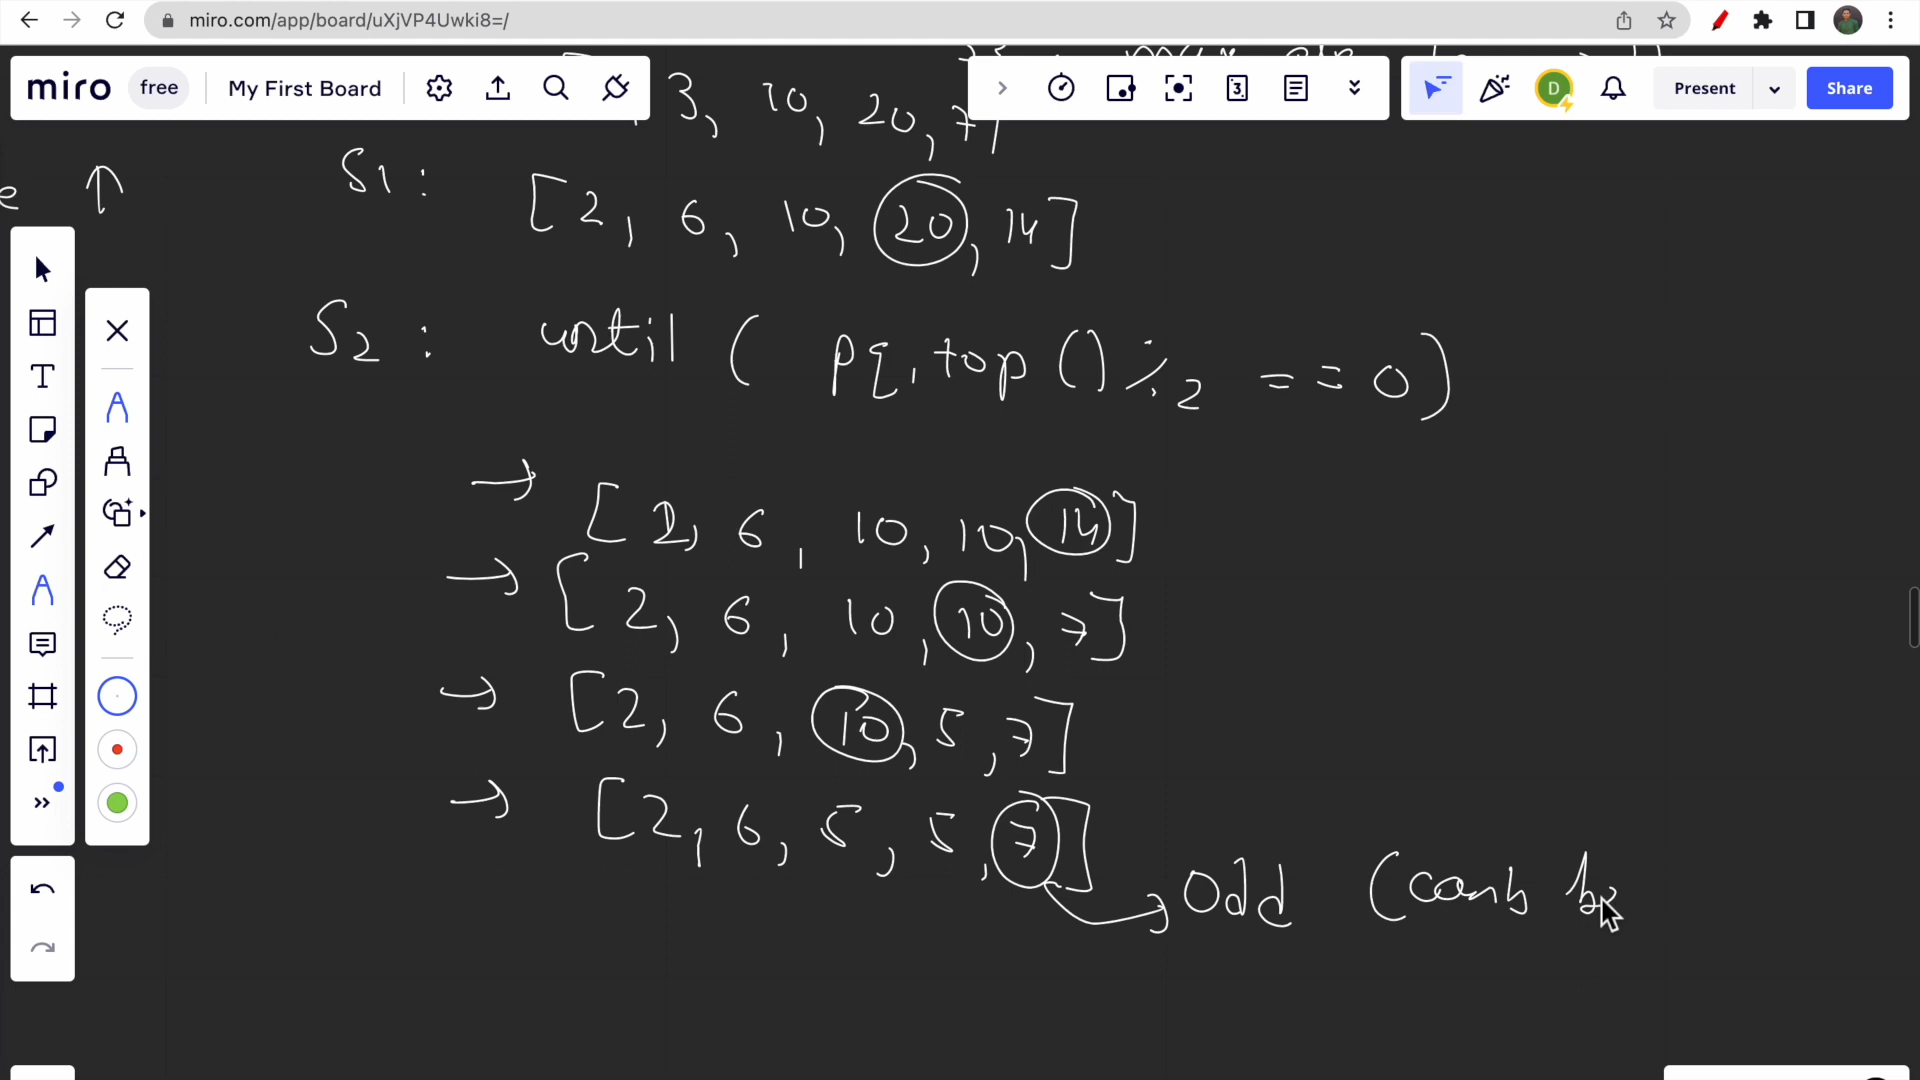 miro.com/app/board/uXjVP4Uwki8=/
miro free My First Board
D Present Share
3, 10, 20, 7]
e ↑ S1: [2, 6, 10, 20, 14]
S2: until ( pq.top() % 2 == 0)
→ [2, 6, 10, 10, 14]
→ [2, 6, 10, 10, 7]
→ [2, 6, 10, 5, 7]
→ [2, 6, 5, 5, 7] → Odd (can't be